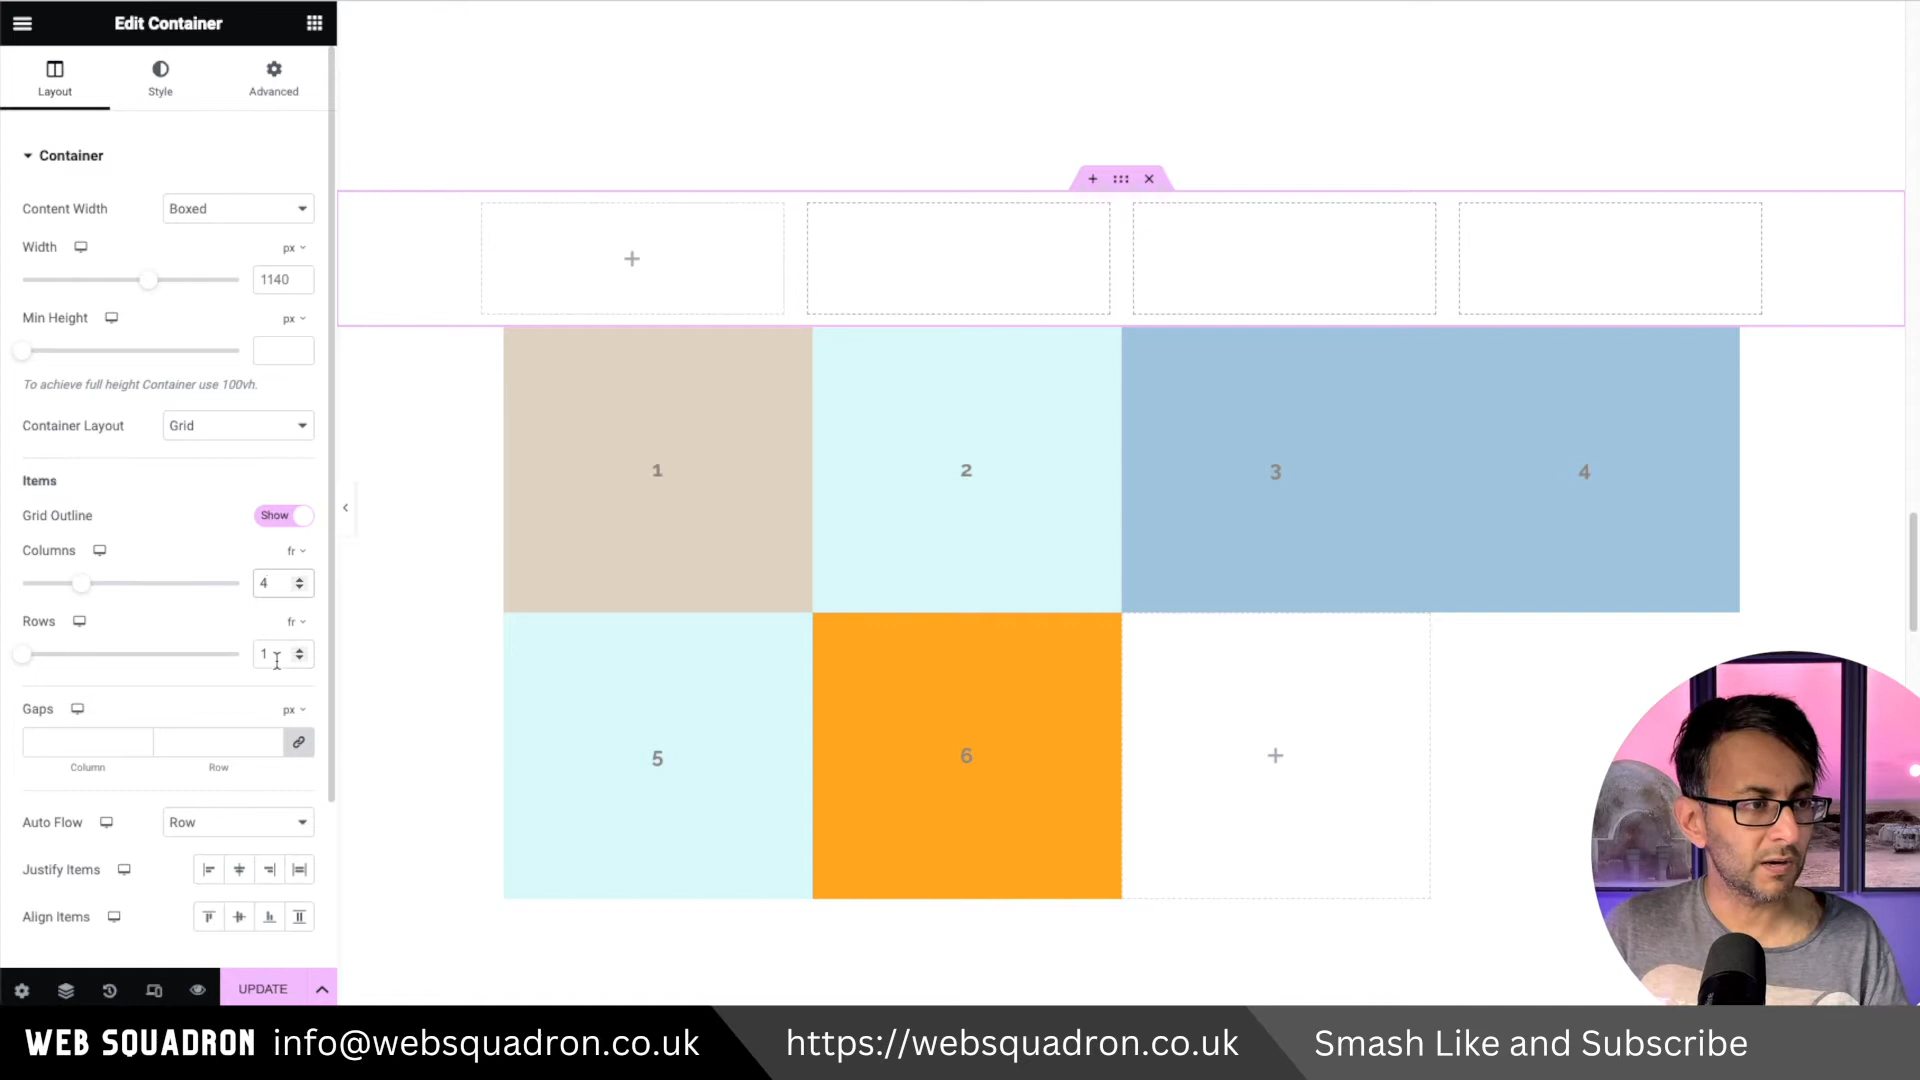 Edit Container
Layout
Style
Advanced
Container
Content Width
Boxed
Width
px
1140
Min Height
px
To achieve full height Container use 100vh.
Container Layout
Grid
Items
Grid Outline
Show
Columns
fr
4
Rows
fr
1
Gaps
px
Column
Row
Auto Flow
Row
Justify Items
Align Items
UPDATE
1
2
3
4
5
6
WEB SQUADRON info@websquadron.co.uk
https://websquadron.co.uk
Smash Like and Subscribe